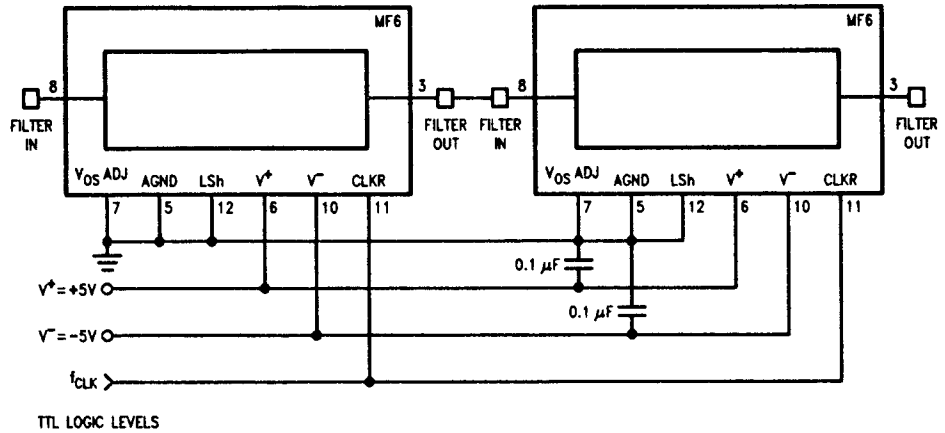 MF6
MF6
8
3
8
3
FILTER
IN
FILTER
OUT
FILTER
IN
FILTER
OUT
VOS ADJ
AGND
LSh
V+
V−
CLKR
7
5
12
6
10
11
VOS ADJ
AGND
LSh
V+
V−
CLKR
7
5
12
6
10
11
0.1 μF
V+=+5V
0.1 μF
V−=−5V
fCLK
TTL LOGIC LEVELS